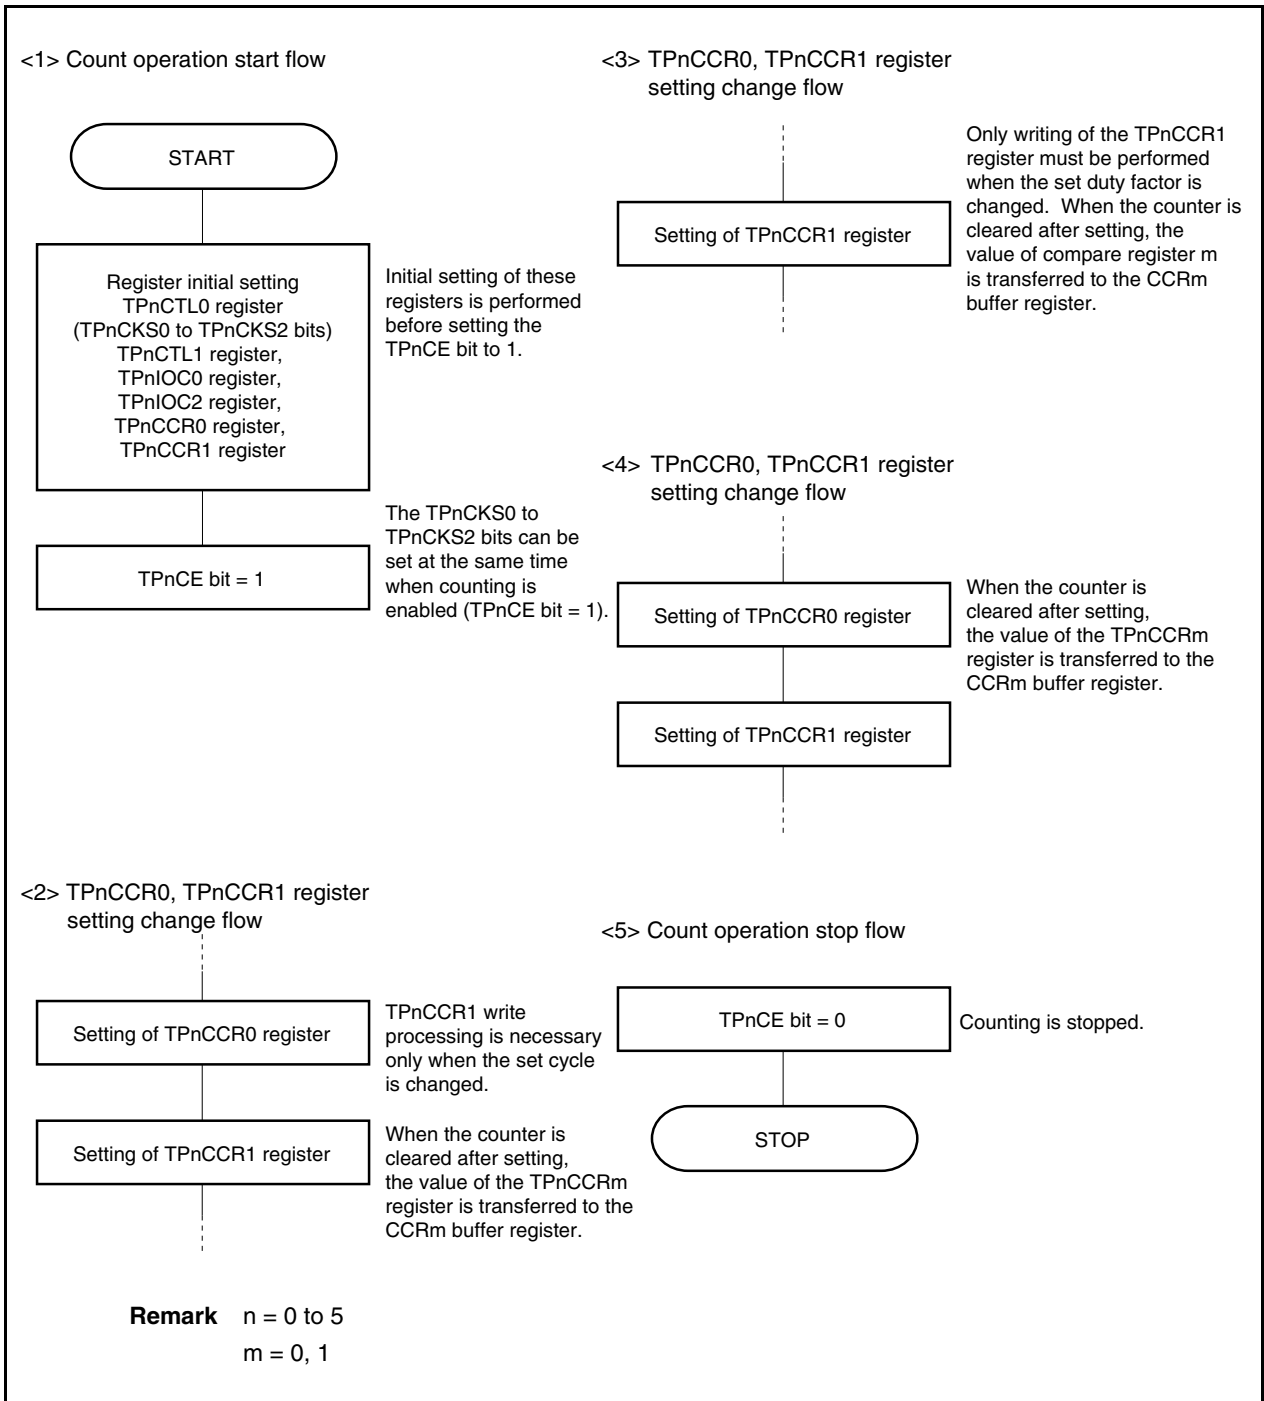 <1> Count operation start flow
START
Register initial setting
TPnCTL0 register
(TPnCKS0 to TPnCKS2 bits)
TPnCTL1 register,
TPnIOC0 register,
TPnIOC2 register,
TPnCCR0 register,
TPnCCR1 register
Initial setting of these
registers is performed
before setting the
TPnCE bit to 1.
TPnCE bit = 1
The TPnCKS0 to
TPnCKS2 bits can be
set at the same time
when counting is
enabled (TPnCE bit = 1).
<2> TPnCCR0, TPnCCR1 register
setting change flow
Setting of TPnCCR0 register
TPnCCR1 write
processing is necessary
only when the set cycle
is changed.
Setting of TPnCCR1 register
When the counter is
cleared after setting,
the value of the TPnCCRm
register is transferred to the
CCRm buffer register.
<3> TPnCCR0, TPnCCR1 register
setting change flow
Setting of TPnCCR1 register
Only writing of the TPnCCR1
register must be performed
when the set duty factor is
changed. When the counter is
cleared after setting, the
value of compare register m
is transferred to the CCRm
buffer register.
<4> TPnCCR0, TPnCCR1 register
setting change flow
Setting of TPnCCR0 register
When the counter is
cleared after setting,
the value of the TPnCCRm
register is transferred to the
CCRm buffer register.
Setting of TPnCCR1 register
<5> Count operation stop flow
TPnCE bit = 0
Counting is stopped.
STOP
Remark n = 0 to 5
m = 0, 1